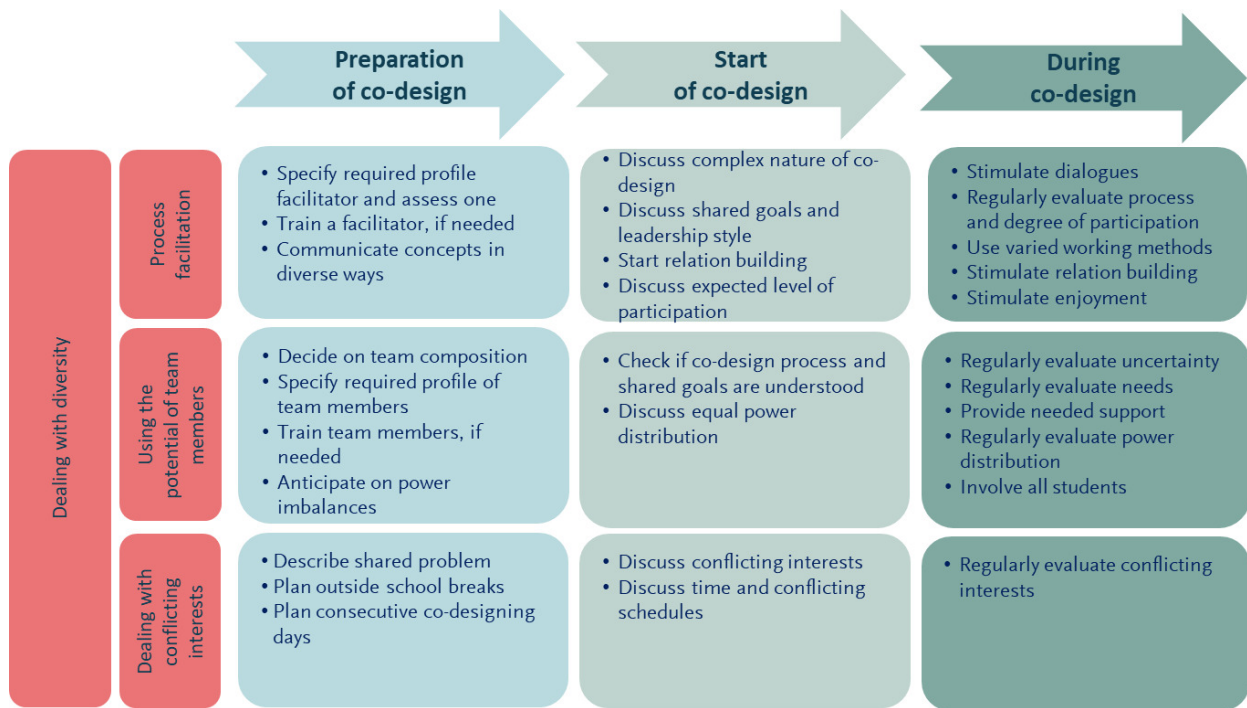 Preparation
of co-design
Start
of co-design
During
co-design
Dealing with diversity
Process
facilitation
• Specify required profile
facilitator and assess one
• Train a facilitator, if needed
• Communicate concepts in
diverse ways
• Discuss complex nature of co-
design
• Discuss shared goals and
leadership style
• Start relation building
• Discuss expected level of
participation
• Stimulate dialogues
• Regularly evaluate process
and degree of participation
• Use varied working methods
• Stimulate relation building
• Stimulate enjoyment
Using the
potential of team
members
• Decide on team composition
• Specify required profile of
team members
• Train team members, if
needed
• Anticipate on power
imbalances
• Check if co-design process and
shared goals are understood
• Discuss equal power
distribution
• Regularly evaluate uncertainty
• Regularly evaluate needs
• Provide needed support
• Regularly evaluate power
distribution
• Involve all students
Dealing with
conflicting
interests
• Describe shared problem
• Plan outside school breaks
• Plan consecutive co-designing
days
• Discuss conflicting interests
• Discuss time and conflicting
schedules
• Regularly evaluate conflicting
interests